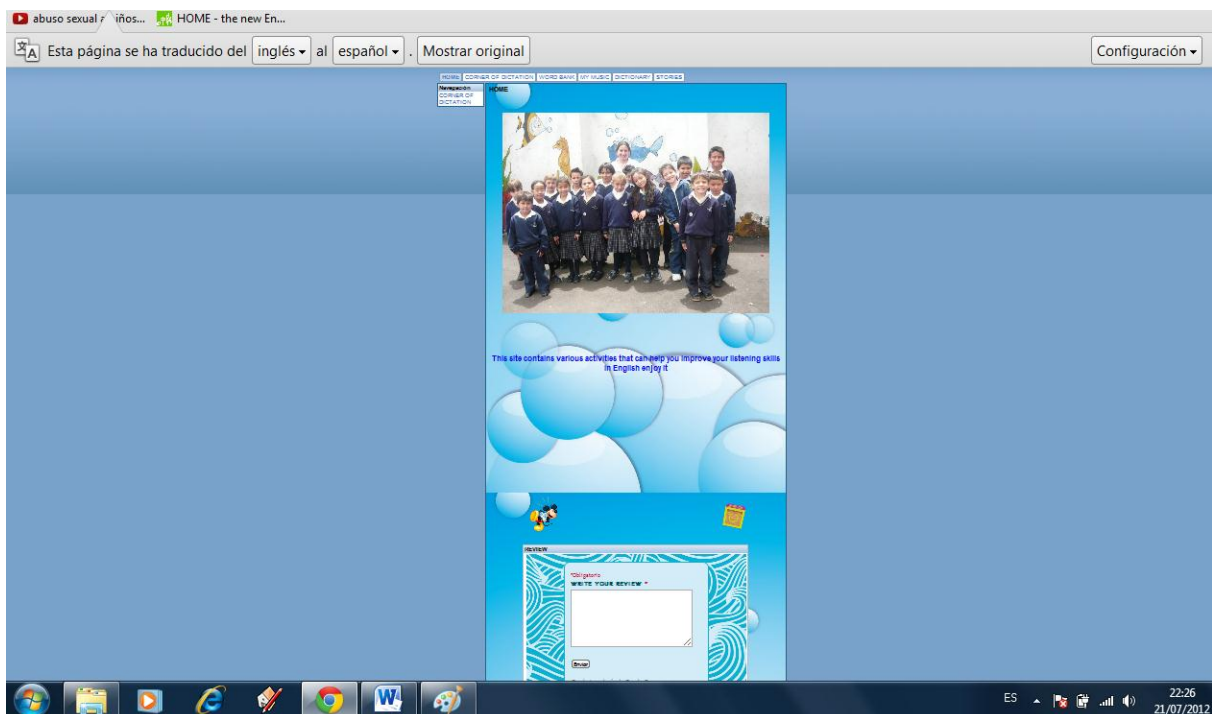 abuso sexual a iños...
HOME - the new En...
Esta página se ha traducido del inglés al español . Mostrar original
Configuración
HOME CORNER OF DICTATION WORD BANK MY MUSIC DICTIONARY STORIES
Navegación
CORNER OF
DICTATION
HOME
This site contains various activities that can help you improve your listening skills
in English enjoy it
REVIEW
*Obligatorio
WRITE YOUR REVIEW *
Enviar
ES
22:26
21/07/2012